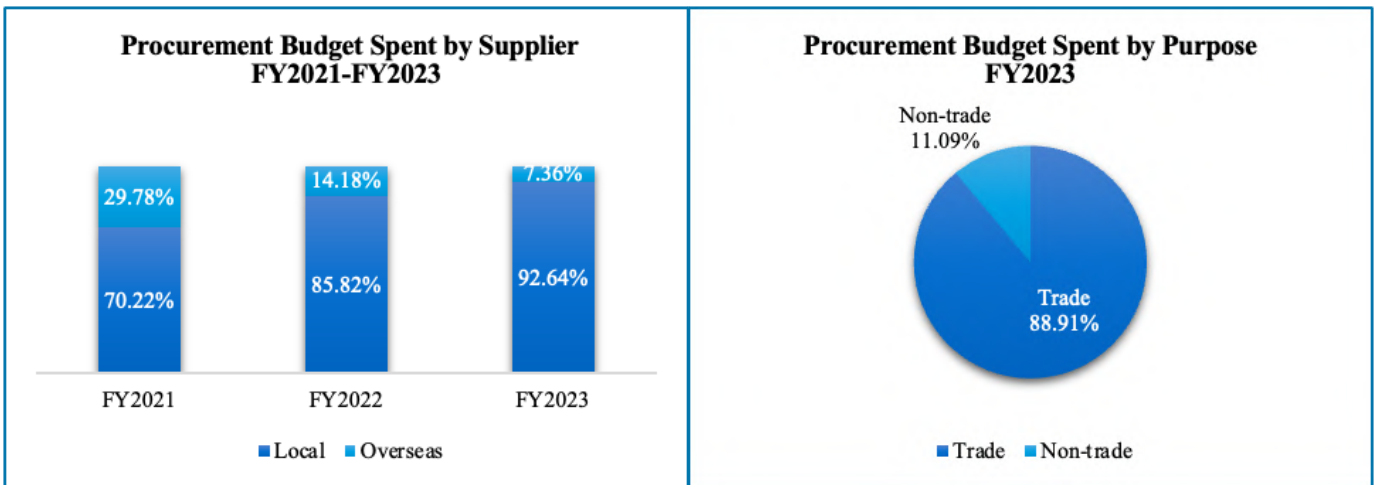 Procurement Budget Spent by Supplier
FY2021-FY2023
29.78%
70.22%
14.18%
85.82%
7.36%
92.64%
FY2021
FY2022
FY2023
Local
Overseas
Procurement Budget Spent by Purpose
FY2023
Non-trade
11.09%
Trade
88.91%
Trade
Non-trade